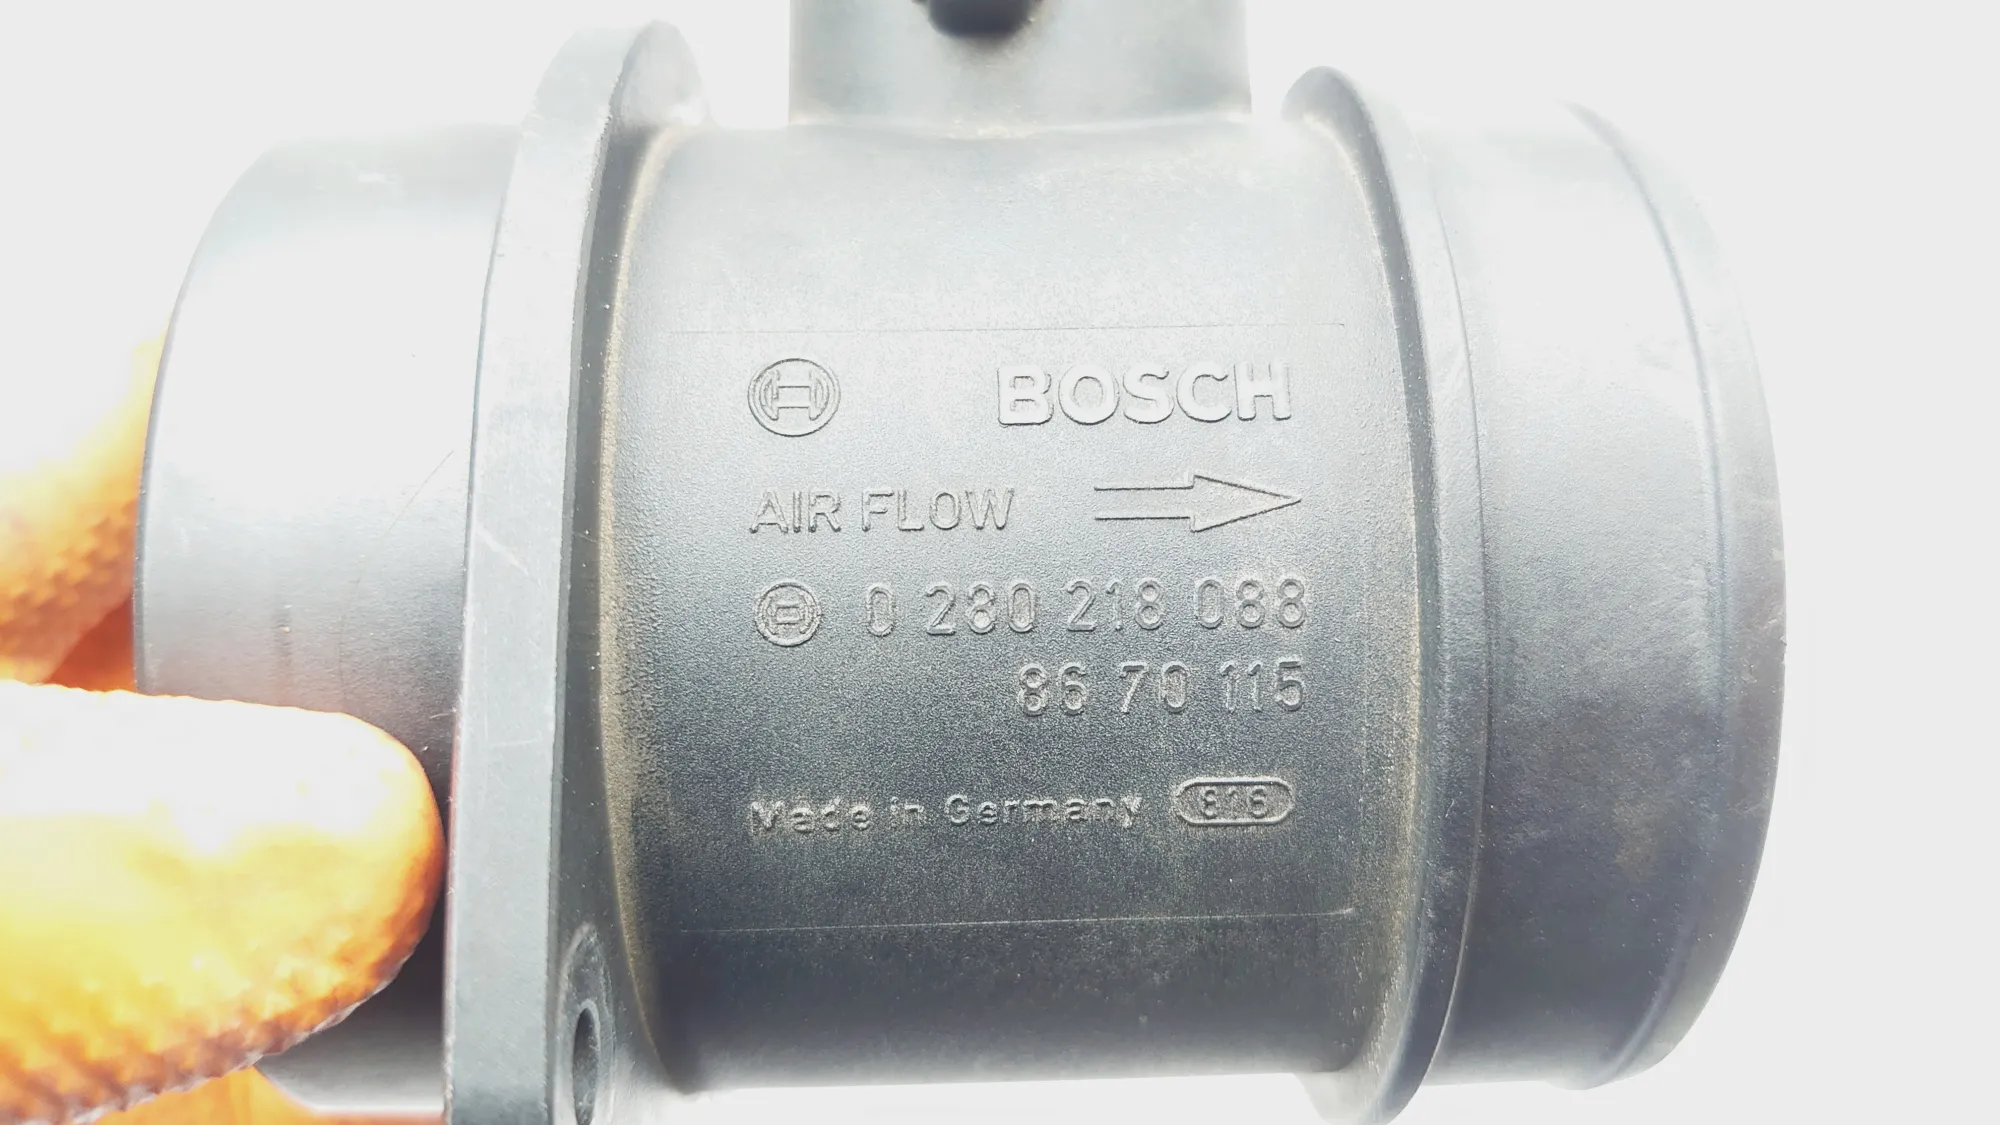 BOSCH
AIR FLOW
0 280 218 088
86 70 115
Made in Germany 816